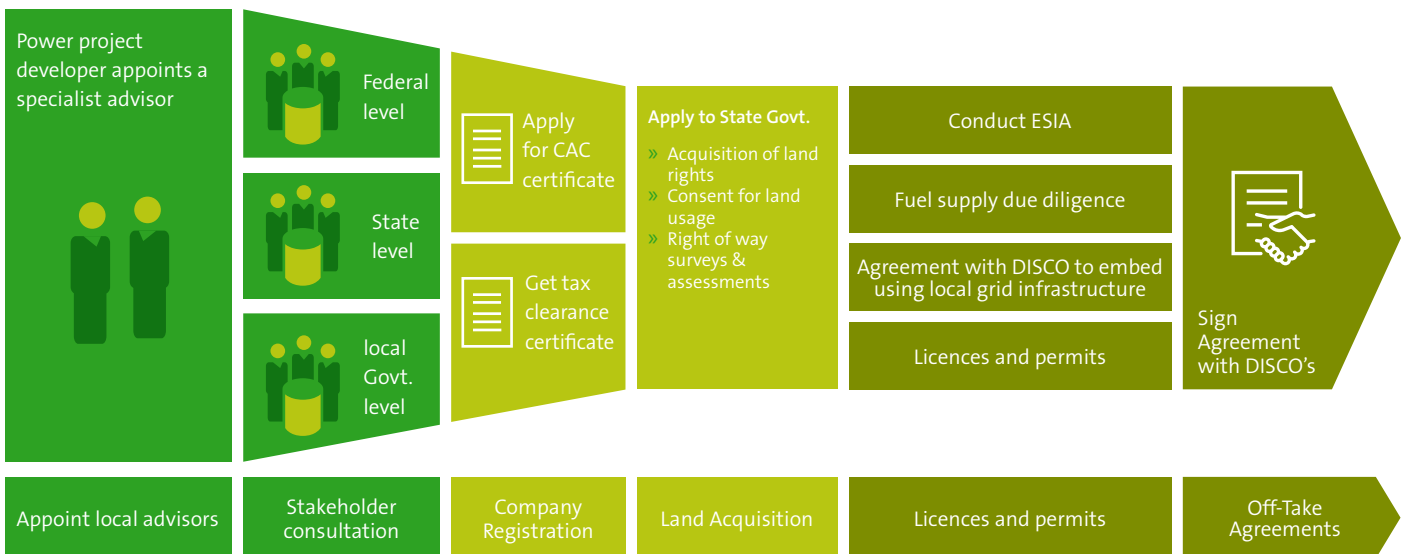 Power project
developer appoints a
specialist advisor
Federal
level
State
level
local
Govt.
level
Apply
for CAC
certificate
Get tax
clearance
certificate
Apply to State Govt.
» Acquisition of land
rights
» Consent for land
usage
» Right of way
surveys &
assessments
Conduct ESIA
Fuel supply due diligence
Agreement with DISCO to embed
using local grid infrastructure
Licences and permits
Sign
Agreement
with DISCO’s
Appoint local advisors
Stakeholder
consultation
Company
Registration
Land Acquisition
Licences and permits
Off-Take
Agreements